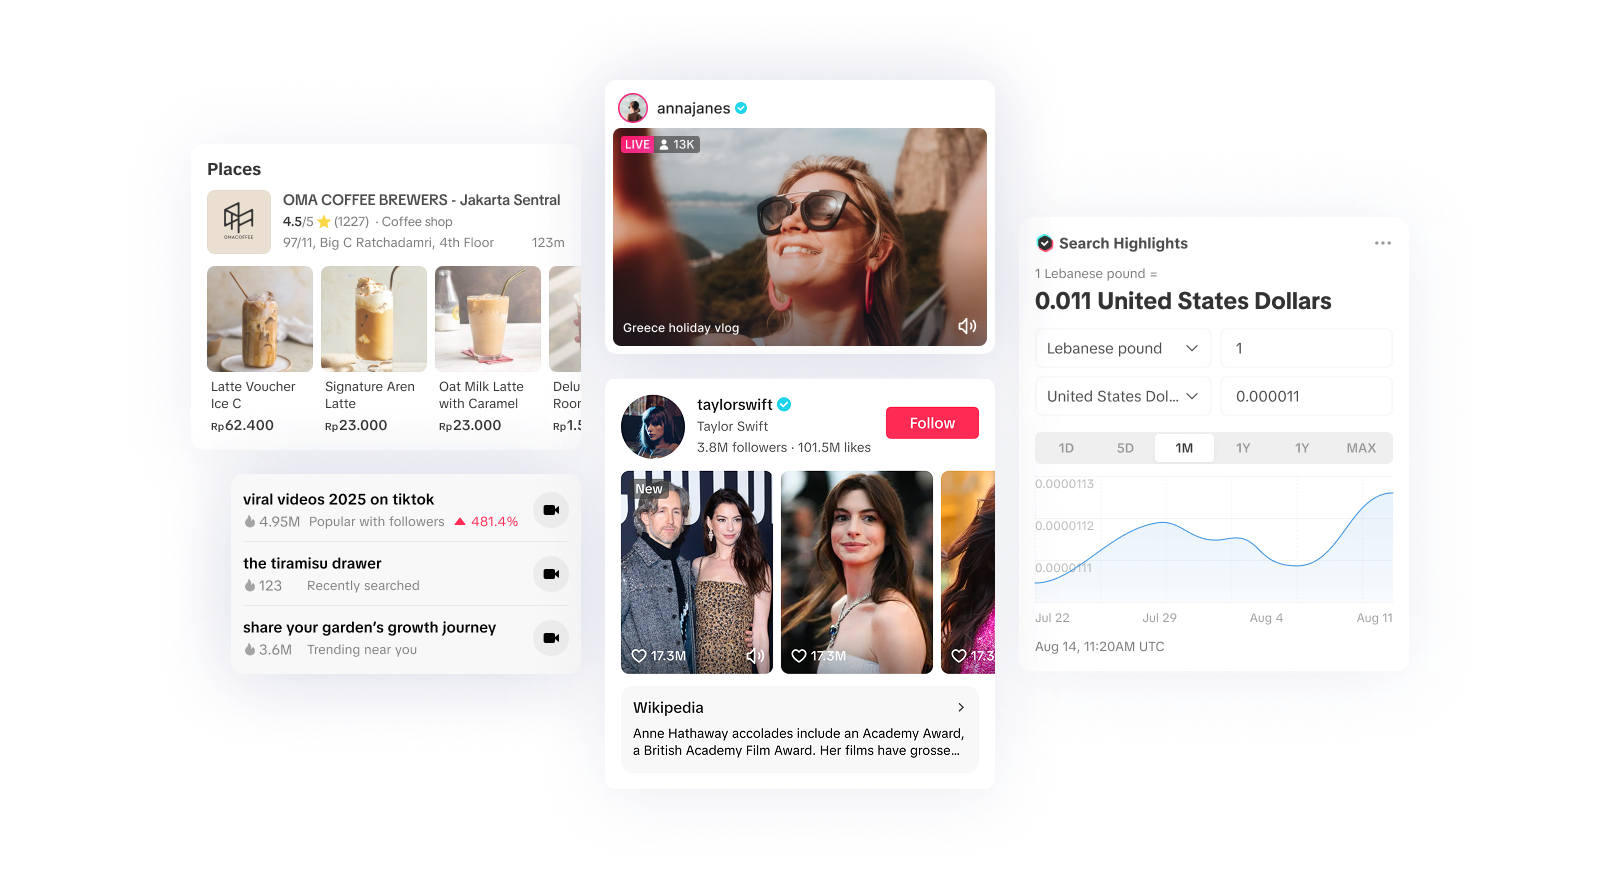 Places
OMACOFFEE
OMA COFFEE BREWERS - Jakarta Sentral
4.5/5 (1227) · Coffee shop
97/11, Big C Ratchadamri, 4th Floor 123m
Latte Voucher
Ice C
Rp62.400
Signature Aren
Latte
Rp23.000
Oat Milk Latte
with Caramel
Rp23.000
Delu
Roor
Rp1.5
viral videos 2025 on tiktok
4.95M Popular with followers 481.4%
the tiramisu drawer
123 Recently searched
share your garden’s growth journey
3.6M Trending near you
annajanes
LIVE 13K
Greece holiday vlog
taylorswift
Taylor Swift
3.8M followers · 101.5M likes
Follow
New
17.3M
17.3M
17.3
Wikipedia
Anne Hathaway accolades include an Academy Award,
a British Academy Film Award. Her films have grosse...
Search Highlights
1 Lebanese pound =
0.011 United States Dollars
Lebanese pound 1
United States Dol... 0.000011
1D 5D 1M 1Y 1Y MAX
0.0000113
0.0000112
0.0000111
Jul 22 Jul 29 Aug 4 Aug 11
Aug 14, 11:20AM UTC